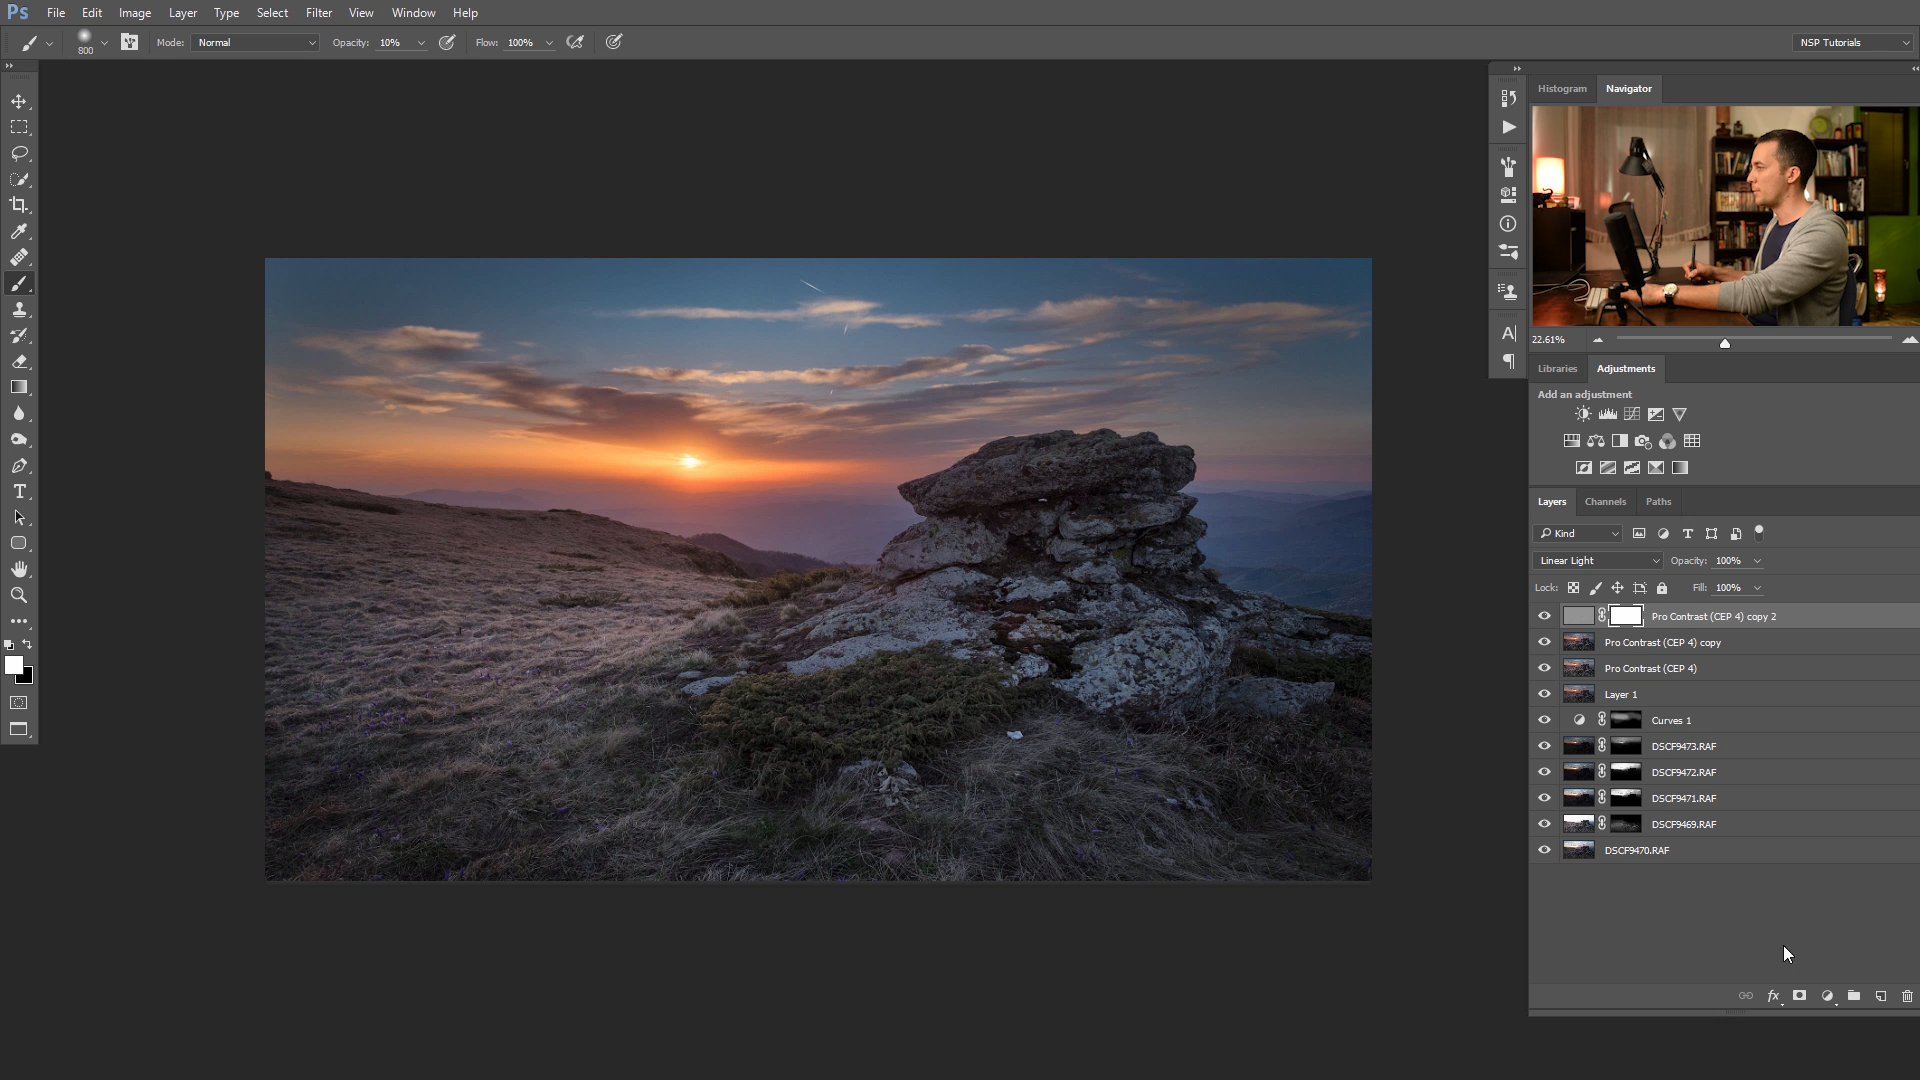 Ps File Edit Image Layer Type Select Filter View Window Help
800 Mode: Normal Opacity: 10% Flow: 100% NSP Tutorials
Histogram Navigator
22.61%
Libraries Adjustments
Add an adjustment
Layers Channels Paths
Kind
Linear Light Opacity: 100%
Lock: Fill: 100%
Pro Contrast (CEP 4) copy 2
Pro Contrast (CEP 4) copy
Pro Contrast (CEP 4)
Layer 1
Curves 1
DSCF9473.RAF
DSCF9472.RAF
DSCF9471.RAF
DSCF9469.RAF
DSCF9470.RAF
fx